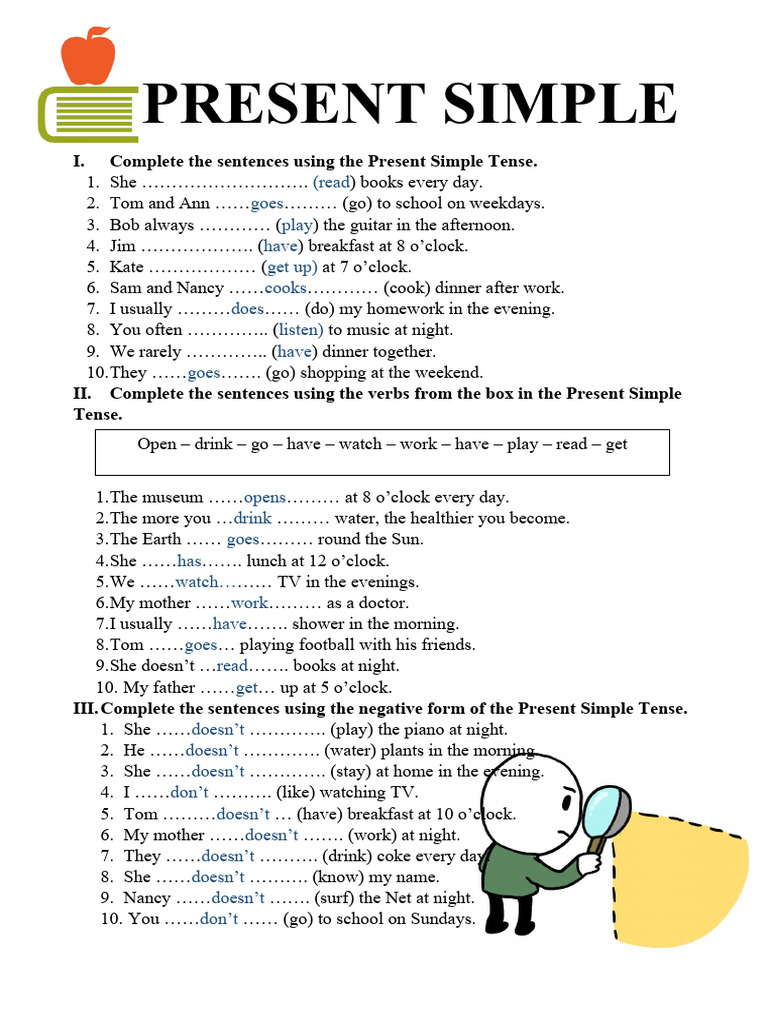 PRESENT SIMPLE
I. Complete the sentences using the Present Simple Tense.
1. She ………………………. (read) books every day.
2. Tom and Ann ……goes……… (go) to school on weekdays.
3. Bob always ………… (play) the guitar in the afternoon.
4. Jim ………………. (have) breakfast at 8 o’clock.
5. Kate ……………… (get up) at 7 o’clock.
6. Sam and Nancy ……cooks………… (cook) dinner after work.
7. I usually ………does…… (do) my homework in the evening.
8. You often ………….. (listen) to music at night.
9. We rarely ………….. (have) dinner together.
10.They ……goes……. (go) shopping at the weekend.
II. Complete the sentences using the verbs from the box in the Present Simple
Tense.
Open – drink – go – have – watch – work – have – play – read – get
1.The museum ……opens……… at 8 o’clock every day.
2.The more you …drink ……… water, the healthier you become.
3.The Earth …… goes……… round the Sun.
4.She ……has……. lunch at 12 o’clock.
5.We ……watch……… TV in the evenings.
6.My mother ……work……… as a doctor.
7.I usually ……have……. shower in the morning.
8.Tom ……goes… playing football with his friends.
9.She doesn’t …read……. books at night.
10. My father ……get… up at 5 o’clock.
III. Complete the sentences using the negative form of the Present Simple Tense.
1. She ……doesn’t …………. (play) the piano at night.
2. He ……doesn’t …………. (water) plants in the morning
3. She ……doesn’t …………. (stay) at home in the evening.
4. I ……don’t ………. (like) watching TV.
5. Tom ………doesn’t … (have) breakfast at 10 o’clock.
6. My mother ……doesn’t ……. (work) at night.
7. They ……doesn’t ………. (drink) coke every day
8. She ……doesn’t ………. (know) my name.
9. Nancy ……doesn’t ……. (surf) the Net at night.
10. You ……don’t …… (go) to school on Sundays.